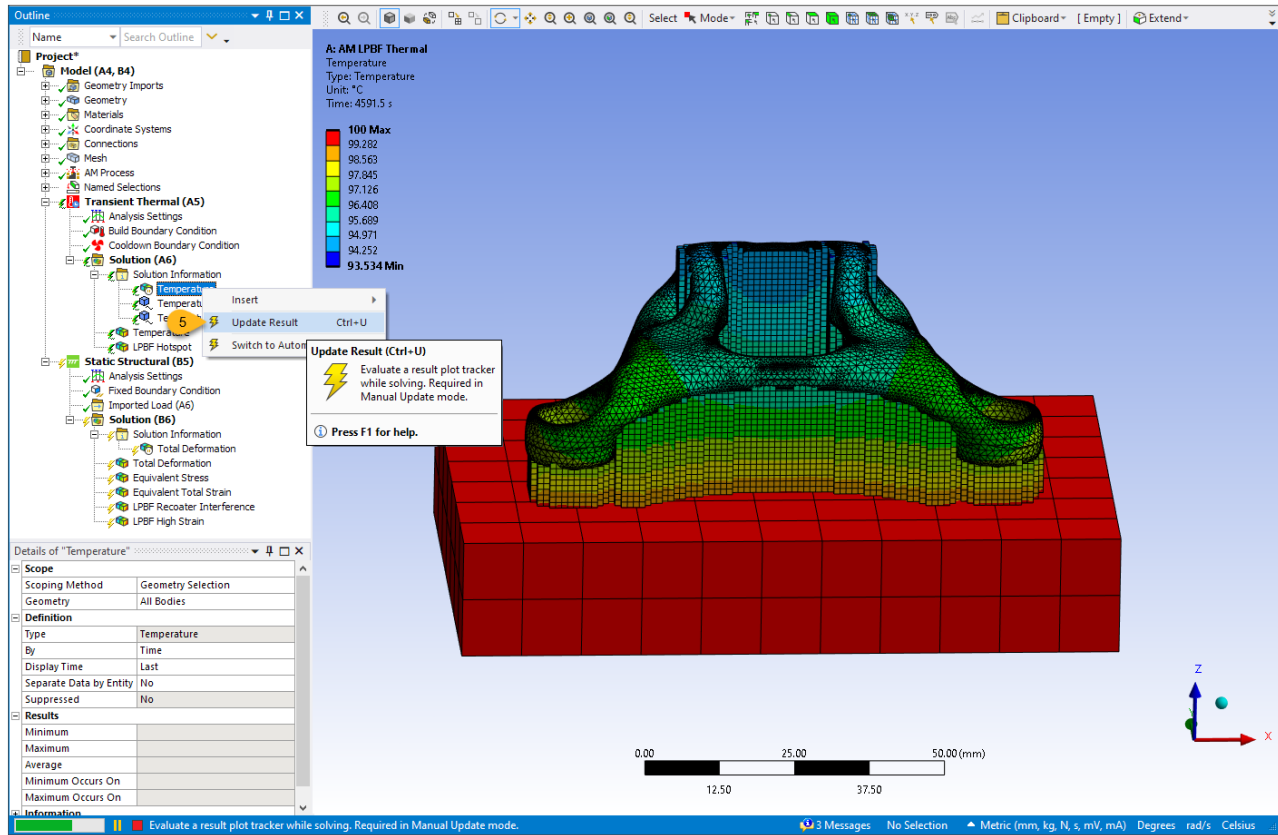 Outline
Name
Search Outline
Project*
Model (A4, B4)
Geometry Imports
Geometry
Materials
Coordinate Systems
Connections
Mesh
AM Process
Named Selections
Transient Thermal (A5)
Analysis Settings
Build Boundary Condition
Cooldown Boundary Condition
Solution (A6)
Solution Information
Temperature
Temperatu
Te
Temperature
LPBF Hotspot
Static Structural (B5)
Analysis Settings
Fixed Boundary Condition
Imported Load (A6)
Solution (B6)
Solution Information
Total Deformation
Total Deformation
Equivalent Stress
Equivalent Total Strain
LPBF Recoater Interference
LPBF High Strain
Insert
5
Update Result Ctrl+U
Switch to Autom
Update Result (Ctrl+U)
Evaluate a result plot tracker
while solving. Required in
Manual Update mode.
Press F1 for help.
Details of "Temperature"
Scope
Scoping Method Geometry Selection
Geometry All Bodies
Definition
Type Temperature
By Time
Display Time Last
Separate Data by Entity No
Suppressed No
Results
Minimum
Maximum
Average
Minimum Occurs On
Maximum Occurs On
Information
Select Mode Clipboard [ Empty ] Extend
A: AM LPBF Thermal
Temperature
Type: Temperature
Unit: °C
Time: 4591.5 s
100 Max
99.282
98.563
97.845
97.126
96.408
95.689
94.971
94.252
93.534 Min
0.00 25.00 50.00 (mm)
12.50 37.50
Z
X
Evaluate a result plot tracker while solving. Required in Manual Update mode. 3 Messages No Selection Metric (mm, kg, N, s, mV, mA) Degrees rad/s Celsius